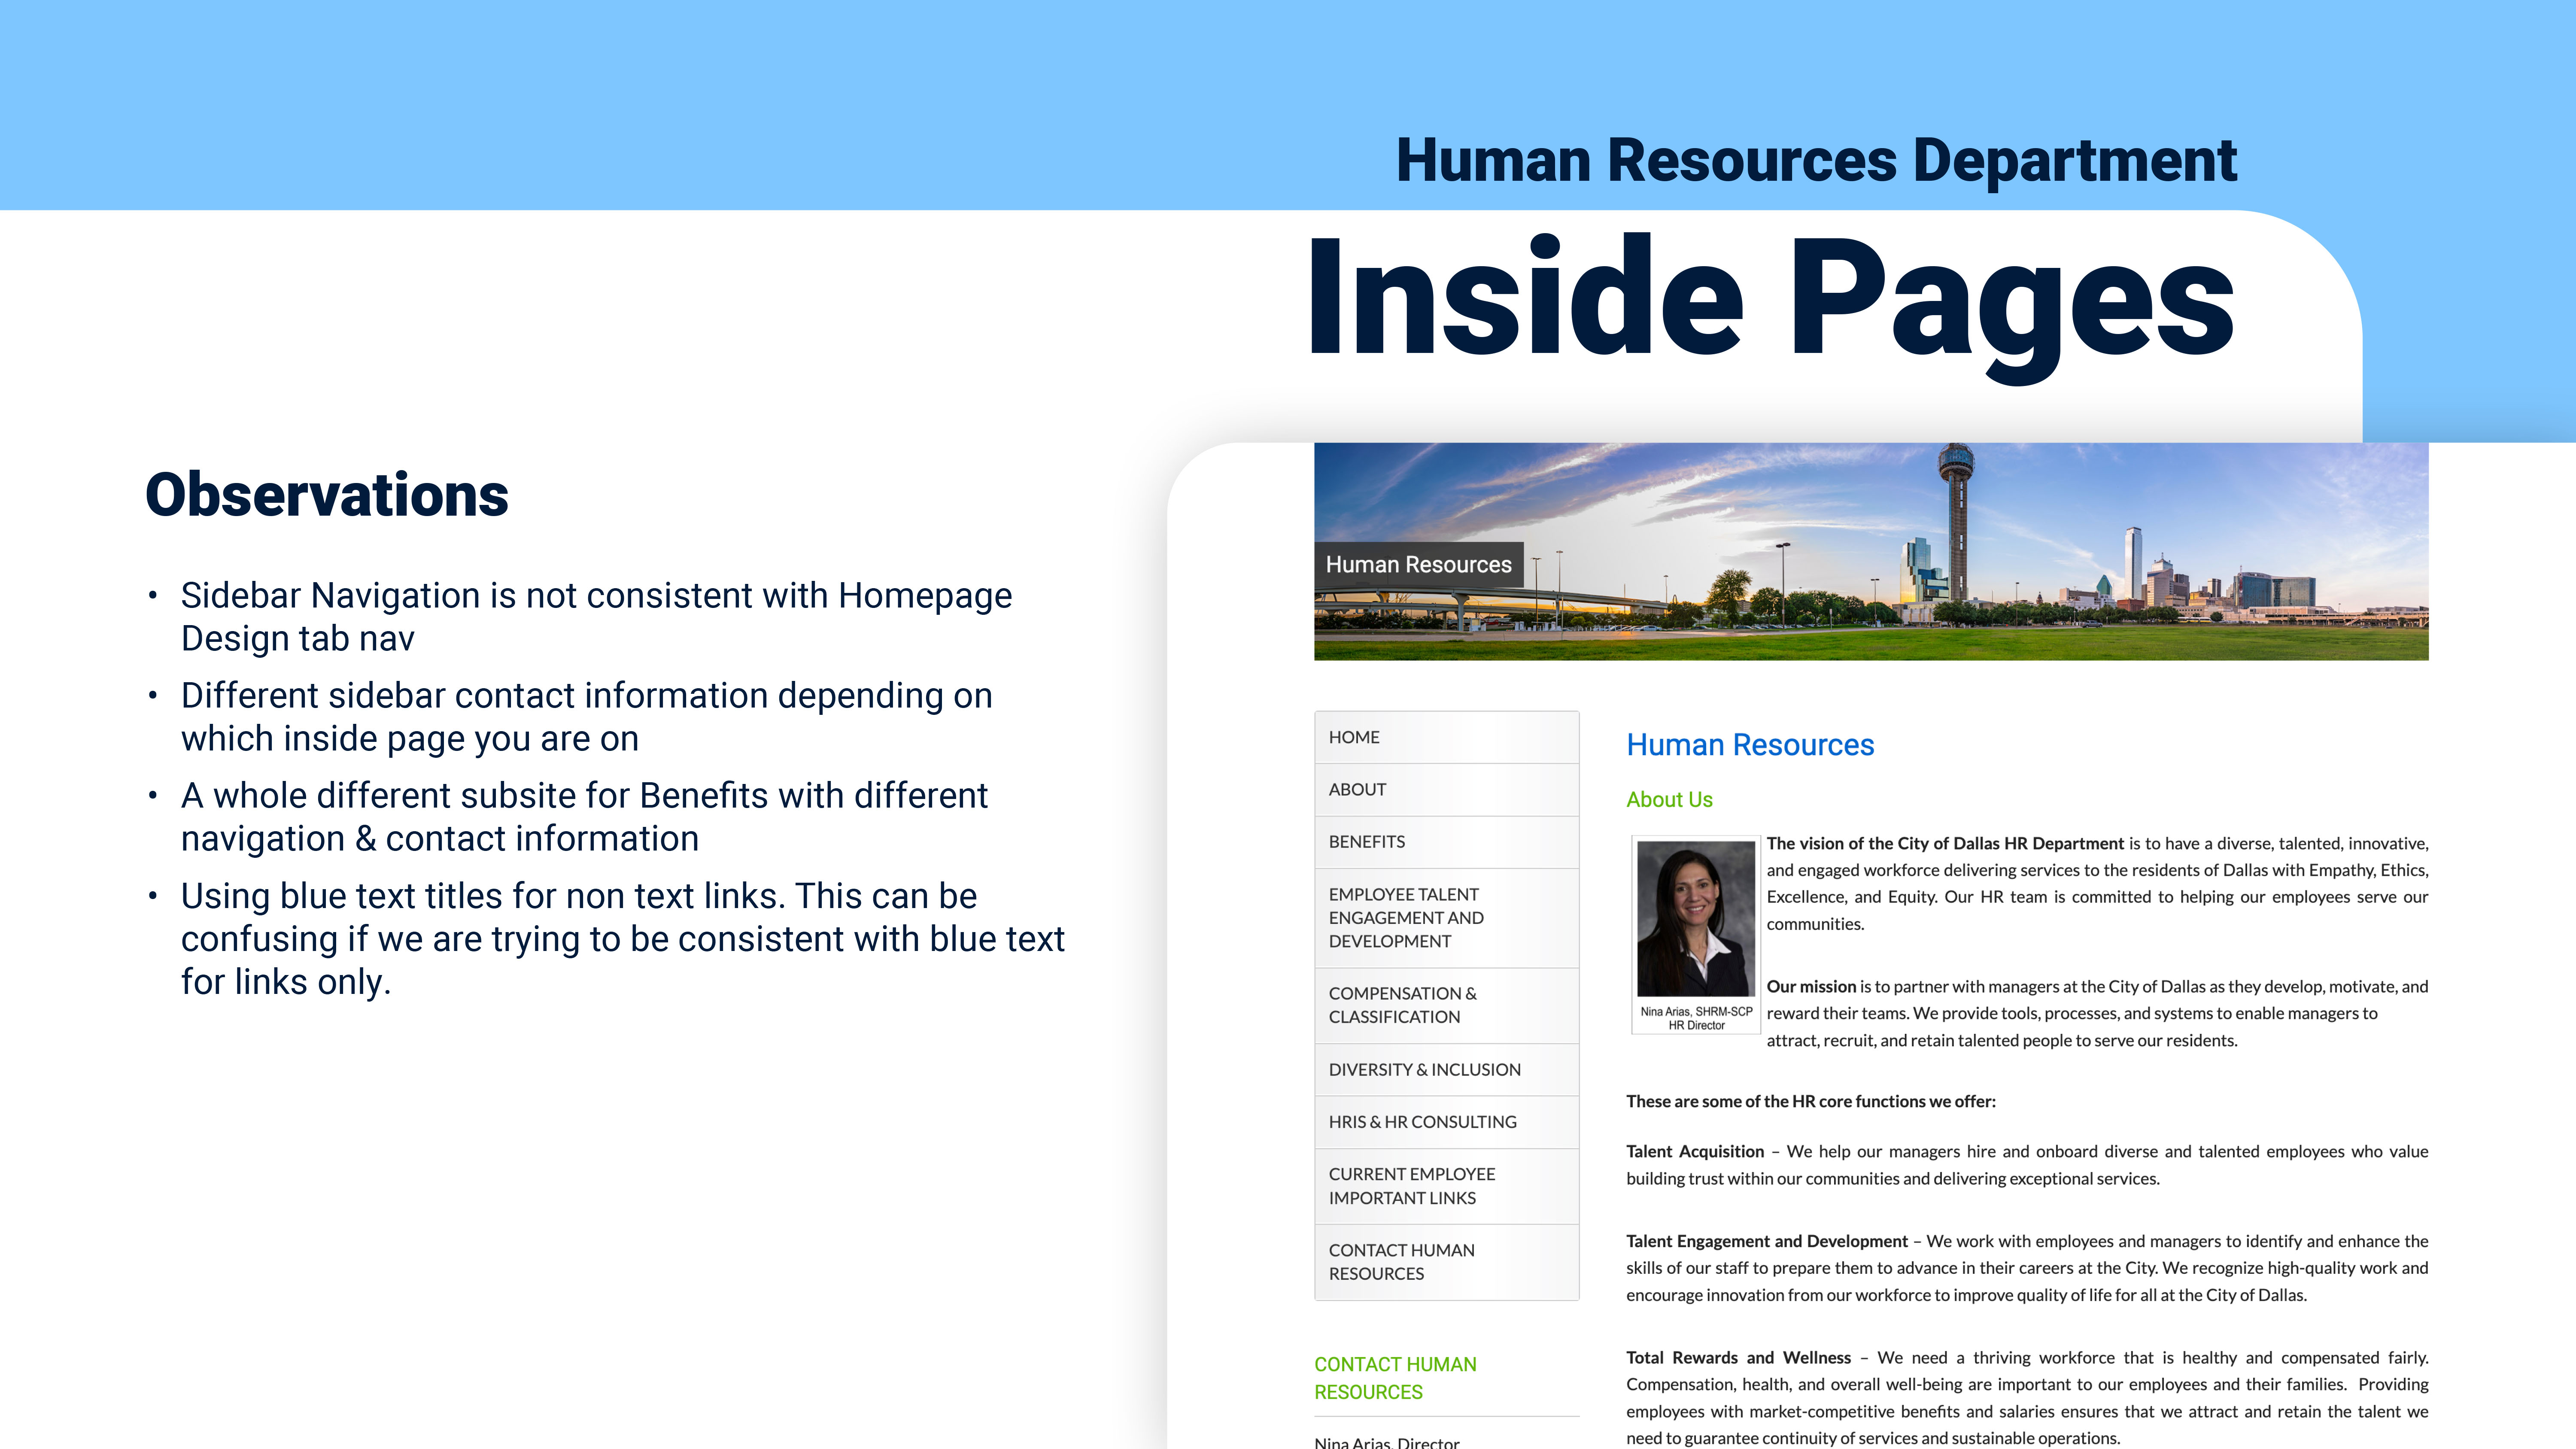 Human Resources Department
Inside Pages
Observations
• Sidebar Navigation is not consistent with Homepage
Design tab nav
• Different sidebar contact information depending on
which inside page you are on
• A whole different subsite for Benefits with different
navigation & contact information
• Using blue text titles for non text links. This can be
confusing if we are trying to be consistent with blue text
for links only.
Human Resources
HOME
ABOUT
BENEFITS
EMPLOYEE TALENT
ENGAGEMENT AND
DEVELOPMENT
COMPENSATION &
CLASSIFICATION
DIVERSITY & INCLUSION
HRIS & HR CONSULTING
CURRENT EMPLOYEE
IMPORTANT LINKS
CONTACT HUMAN
RESOURCES
CONTACT HUMAN
RESOURCES
Nina Arias, Director
Human Resources
About Us
Nina Arias, SHRM-SCP
HR Director
The vision of the City of Dallas HR Department is to have a diverse, talented, innovative,
and engaged workforce delivering services to the residents of Dallas with Empathy, Ethics,
Excellence, and Equity. Our HR team is committed to helping our employees serve our
communities.
Our mission is to partner with managers at the City of Dallas as they develop, motivate, and
reward their teams. We provide tools, processes, and systems to enable managers to
attract, recruit, and retain talented people to serve our residents.
These are some of the HR core functions we offer:
Talent Acquisition – We help our managers hire and onboard diverse and talented employees who value
building trust within our communities and delivering exceptional services.
Talent Engagement and Development – We work with employees and managers to identify and enhance the
skills of our staff to prepare them to advance in their careers at the City. We recognize high-quality work and
encourage innovation from our workforce to improve quality of life for all at the City of Dallas.
Total Rewards and Wellness – We need a thriving workforce that is healthy and compensated fairly.
Compensation, health, and overall well-being are important to our employees and their families. Providing
employees with market-competitive benefits and salaries ensures that we attract and retain the talent we
need to guarantee continuity of services and sustainable operations.